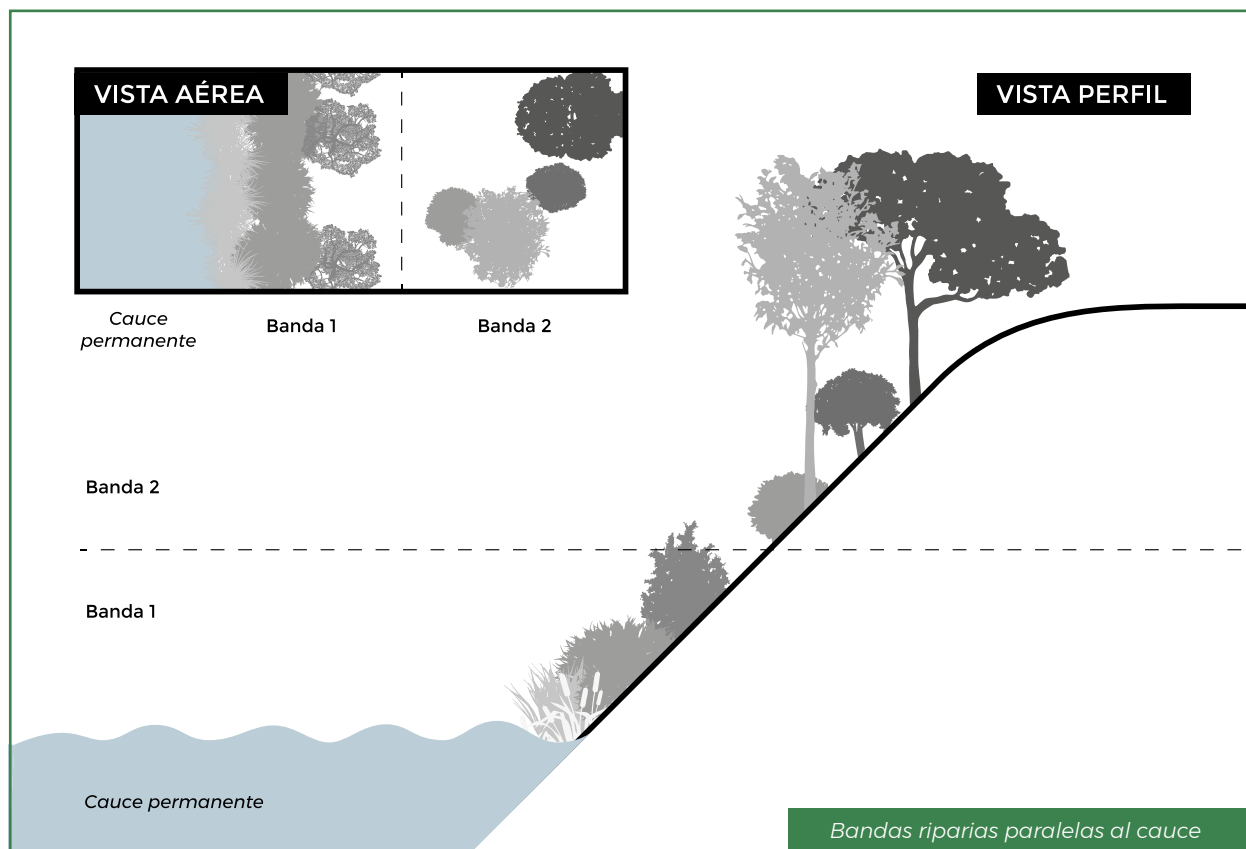 VISTA AÉREA
VISTA PERFIL
Cauce
permanente
Banda 1
Banda 2
Banda 2
Banda 1
Cauce permanente
Bandas riparias paralelas al cauce